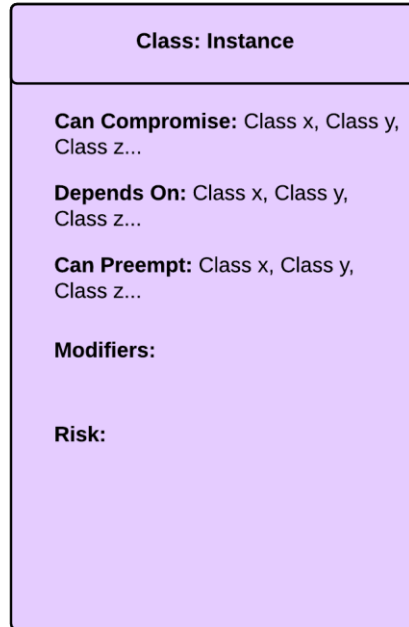 Class: Instance
Can Compromise: Class x, Class y,
Class z...
Depends On: Class x, Class y,
Class z...
Can Preempt: Class x, Class y,
Class z...
Modifiers:
Risk: